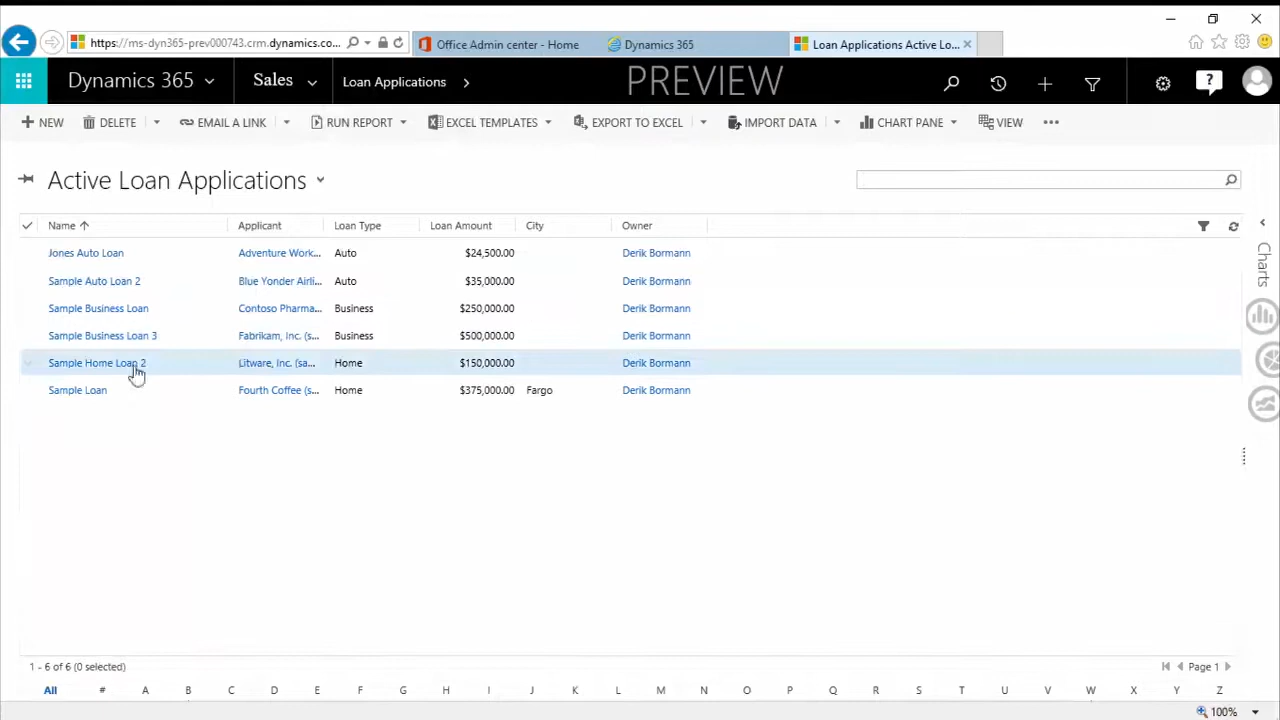 https://ms-dyn365-prev000743.crm.dynamics.co... Office Admin center - Home Dynamics 365 Loan Applications Active Lo...
Dynamics 365 Sales Loan Applications PREVIEW
NEW DELETE EMAIL A LINK RUN REPORT EXCEL TEMPLATES EXPORT TO EXCEL IMPORT DATA CHART PANE VIEW
Active Loan Applications
Name Applicant Loan Type Loan Amount City Owner
Jones Auto Loan Adventure Work... Auto $24,500.00 Derik Bormann
Sample Auto Loan 2 Blue Yonder Airli... Auto $35,000.00 Derik Bormann
Sample Business Loan Contoso Pharma... Business $250,000.00 Derik Bormann
Sample Business Loan 3 Fabrikam, Inc. (s... Business $500,000.00 Derik Bormann
Sample Home Loan 2 Litware, Inc. (sa... Home $150,000.00 Derik Bormann
Sample Loan Fourth Coffee (s... Home $375,000.00 Fargo Derik Bormann
Charts
1 - 6 of 6 (0 selected) Page 1
All # A B C D E F G H I J K L M N O P Q R S T U V W X Y Z
100%